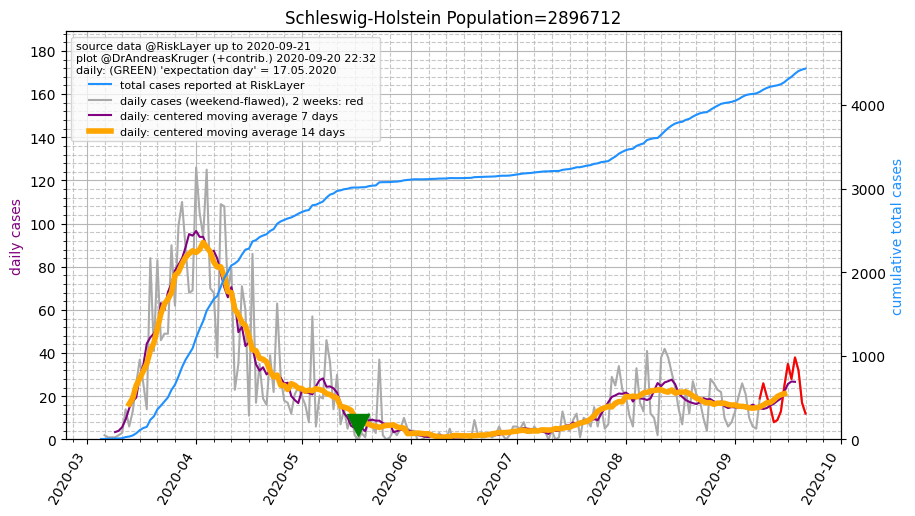 Schleswig-Holstein Population=2896712
source data @RiskLayer up to 2020-09-21
plot @DrAndreasKruger (+contrib.) 2020-09-20 22:32
daily: (GREEN) 'expectation day' = 17.05.2020
total cases reported at RiskLayer
daily cases (weekend-flawed), 2 weeks: red
daily: centered moving average 7 days
daily: centered moving average 14 days
daily cases
180
160
140
120
100
80
60
40
20
0
cumulative total cases
4000
3000
2000
1000
0
2020-03
2020-04
2020-05
2020-06
2020-07
2020-08
2020-09
2020-10